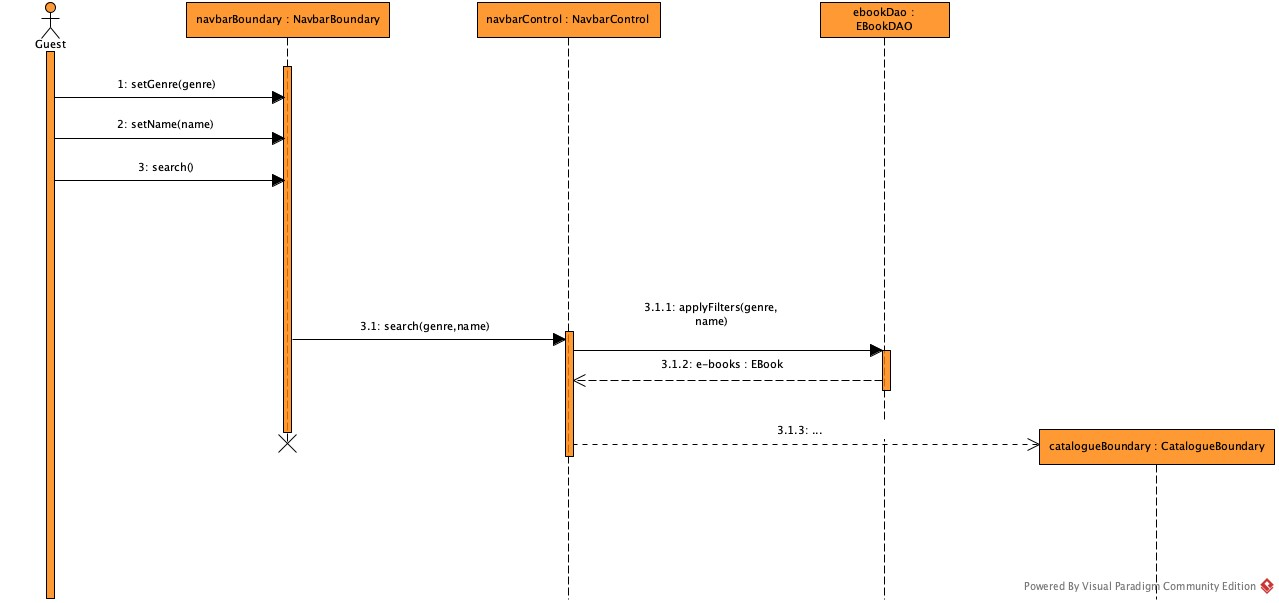 navbarBoundary : NavbarBoundary
navbarControl : NavbarControl
ebookDao :
EBookDAO
Guest
1: setGenre(genre)
2: setName(name)
3: search()
3.1: search(genre,name)
3.1.1: applyFilters(genre,
name)
3.1.2: e-books : EBook
3.1.3: ...
catalogueBoundary : CatalogueBoundary
Powered By Visual Paradigm Community Edition